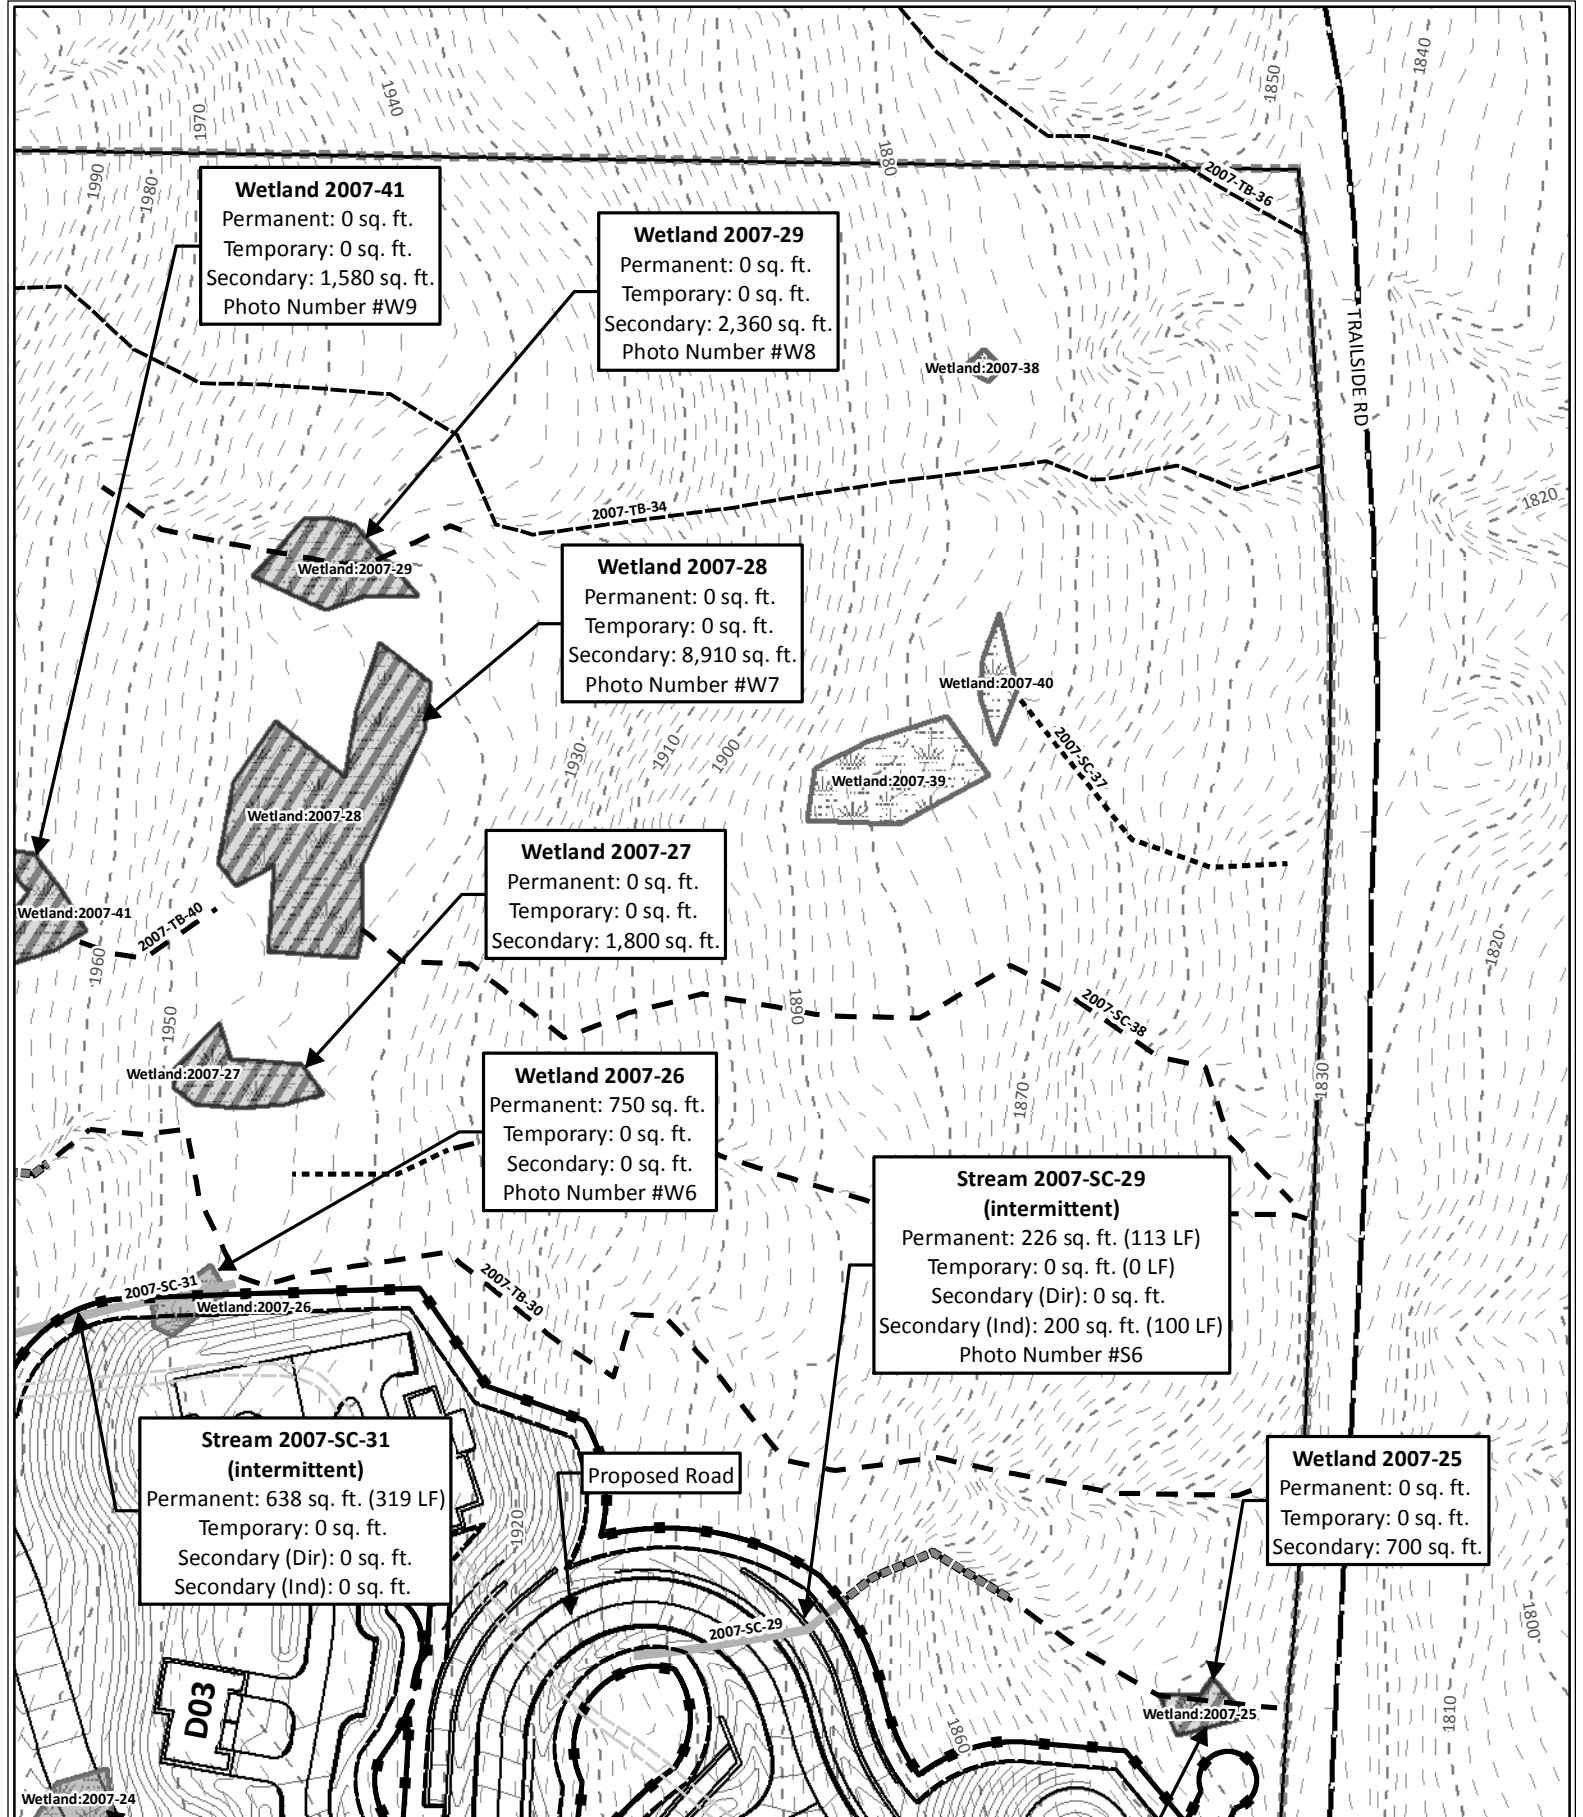 1840
1850
1940
1970
1880
1990
1980
2007-TB-36
Wetland 2007-41
Permanent: 0 sq. ft.
Temporary: 0 sq. ft.
Secondary: 1,580 sq. ft.
Photo Number #W9
Wetland 2007-29
Permanent: 0 sq. ft.
Temporary: 0 sq. ft.
Secondary: 2,360 sq. ft.
Photo Number #W8
TRAILSIDE RD
Wetland:2007-38
1820
2007-TB-34
Wetland:2007-29
Wetland 2007-28
Permanent: 0 sq. ft.
Temporary: 0 sq. ft.
Secondary: 8,910 sq. ft.
Photo Number #W7
Wetland:2007-40
1930
1910
1900
2007-SC-37
Wetland:2007-39
Wetland:2007-28
Wetland 2007-27
Permanent: 0 sq. ft.
Temporary: 0 sq. ft.
Secondary: 1,800 sq. ft.
Wetland:2007-41
2007-TB-40
1960
1820
1950
1890
2007-SC-38
Wetland:2007-27
1870
1830
Wetland 2007-26
Permanent: 750 sq. ft.
Temporary: 0 sq. ft.
Secondary: 0 sq. ft.
Photo Number #W6
Stream 2007-SC-29
(intermittent)
Permanent: 226 sq. ft. (113 LF)
Temporary: 0 sq. ft. (0 LF)
Secondary (Dir): 0 sq. ft.
Secondary (Ind): 200 sq. ft. (100 LF)
Photo Number #S6
2007-SC-31
Wetland:2007-26
2007-TB-30
Stream 2007-SC-31
(intermittent)
Permanent: 638 sq. ft. (319 LF)
Temporary: 0 sq. ft.
Secondary (Dir): 0 sq. ft.
Secondary (Ind): 0 sq. ft.
Proposed Road
1920
Wetland 2007-25
Permanent: 0 sq. ft.
Temporary: 0 sq. ft.
Secondary: 700 sq. ft.
2007-SC-29
1800
D03
Wetland:2007-25
1810
1860
Wetland:2007-24